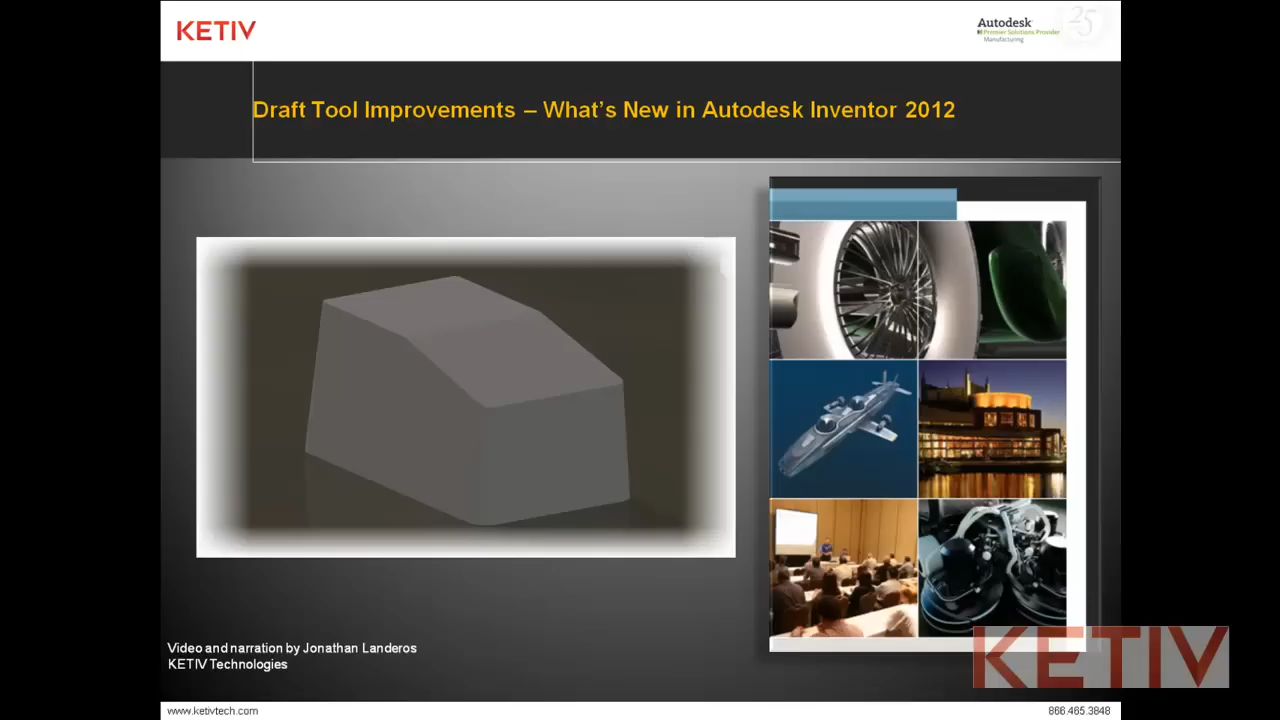 KETIV
Autodesk
25
Premier Solutions Provider
Manufacturing
Draft Tool Improvements – What's New in Autodesk Inventor 2012
Video and narration by Jonathan Landeros
KETIV Technologies
KETIV
www.ketivtech.com
866.465.3848